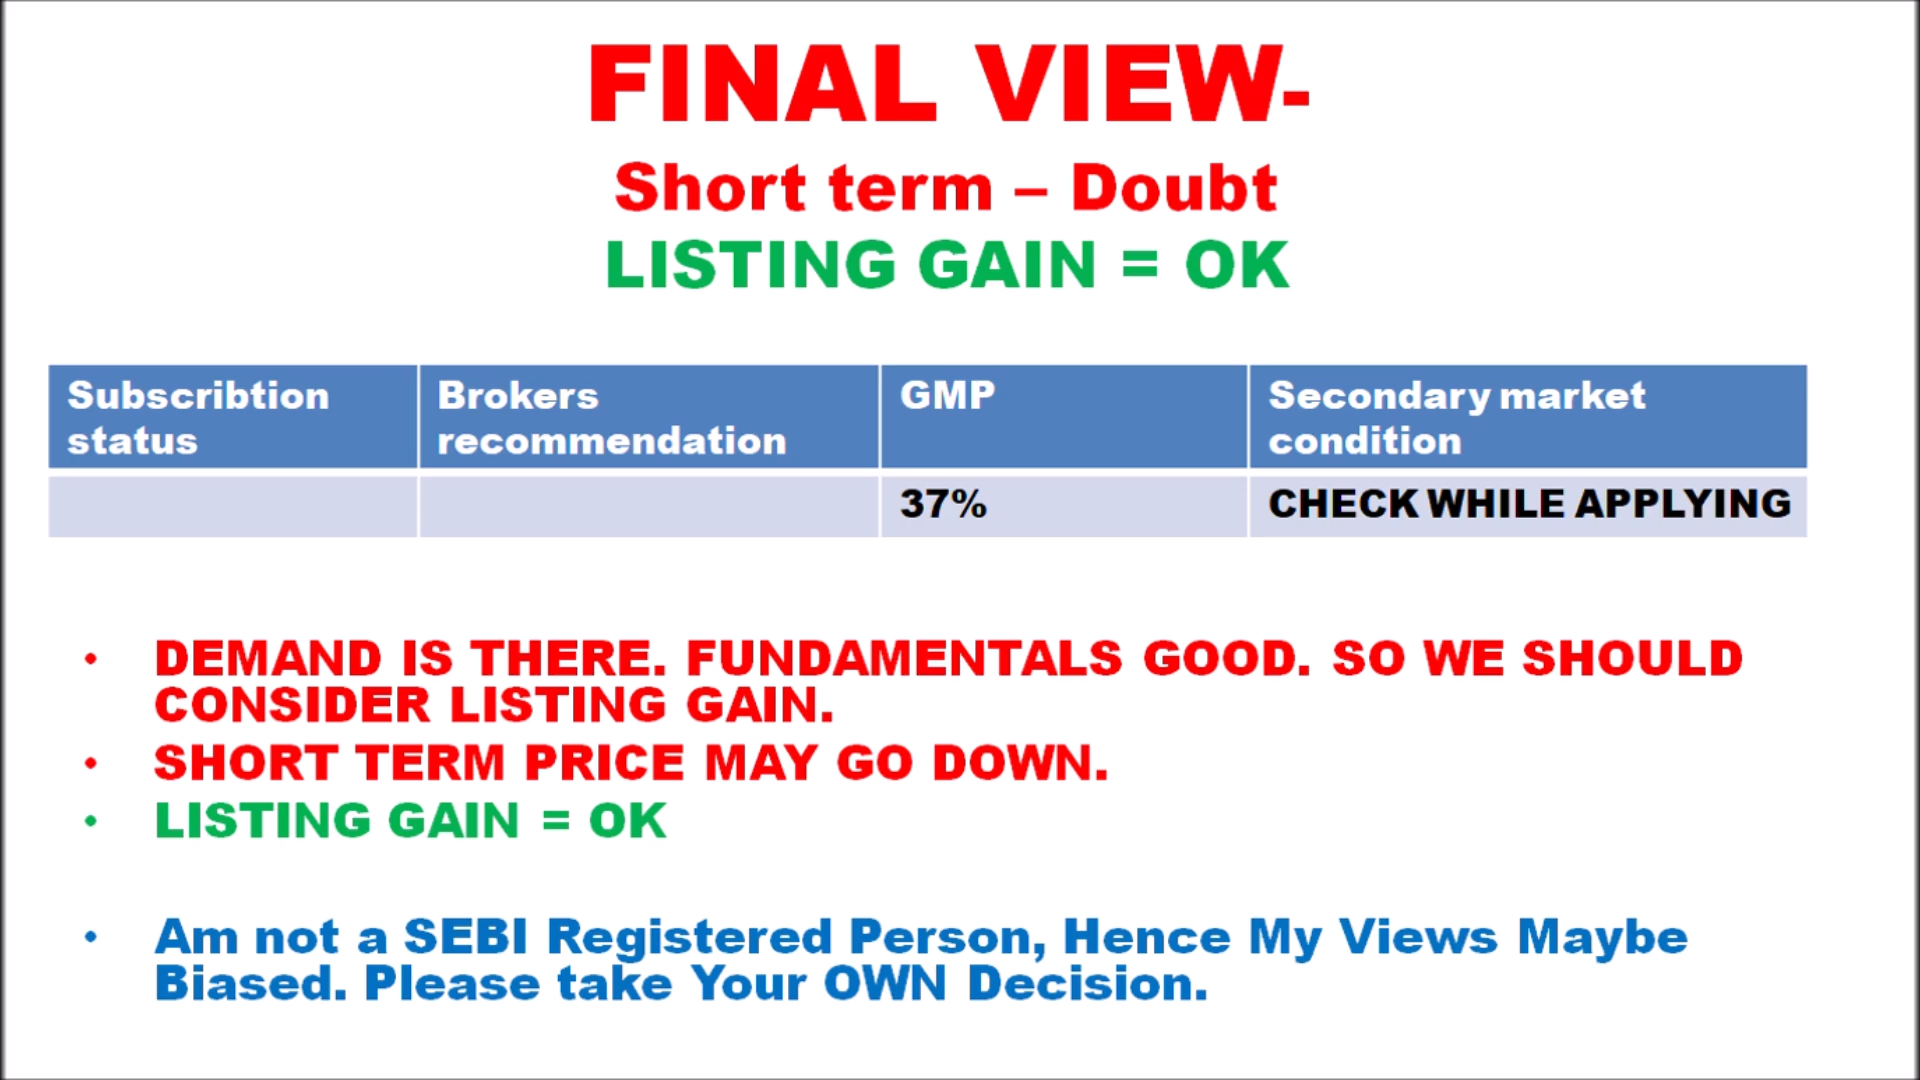 FINAL VIEW-
Short term – Doubt
LISTING GAIN = OK
Subscribtion status
Brokers recommendation
GMP
Secondary market condition
37%
CHECK WHILE APPLYING
• DEMAND IS THERE. FUNDAMENTALS GOOD. SO WE SHOULD
CONSIDER LISTING GAIN.
• SHORT TERM PRICE MAY GO DOWN.
• LISTING GAIN = OK
• Am not a SEBI Registered Person, Hence My Views Maybe
Biased. Please take Your OWN Decision.